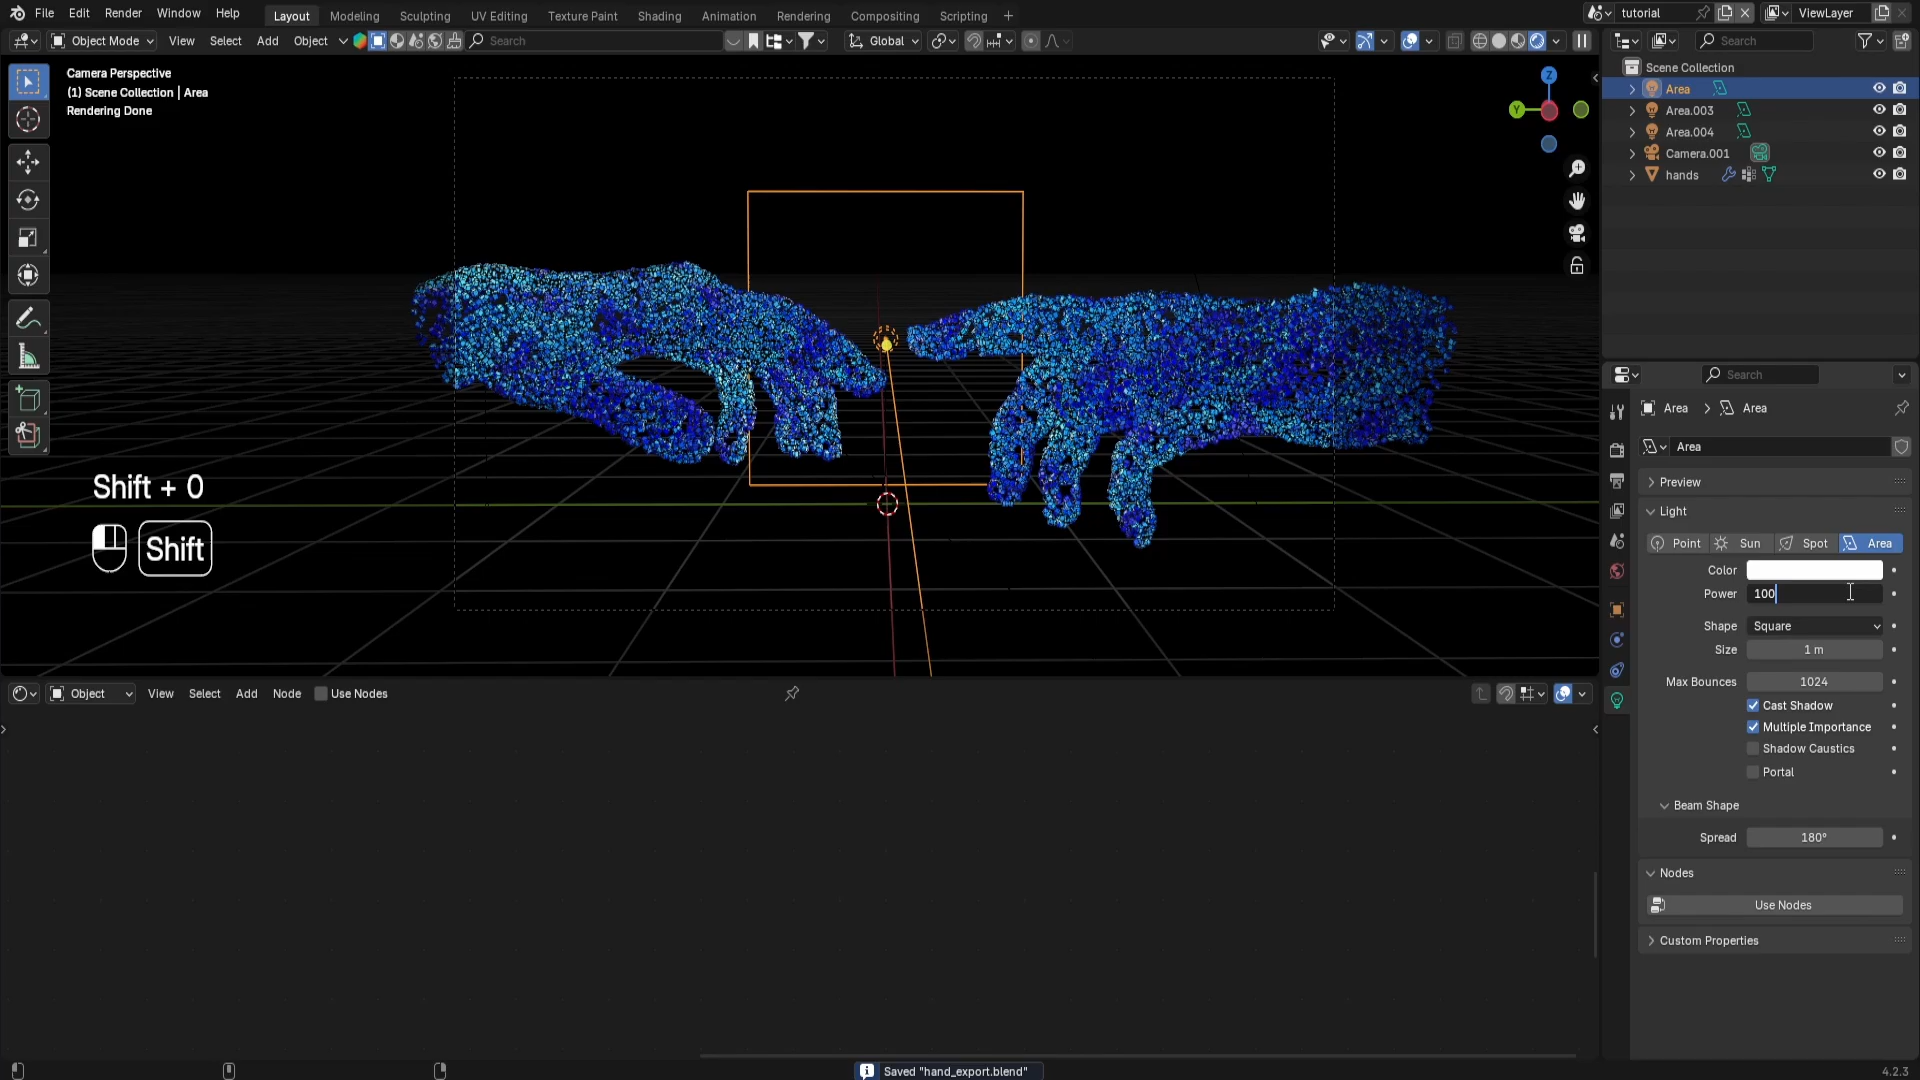 File Edit Render Window Help
Layout Modeling Sculpting UV Editing Texture Paint Shading Animation Rendering Compositing Scripting +
tutorial
ViewLayer
Object Mode View Select Add Object
Search
Global
Search
Camera Perspective
(1) Scene Collection | Area
Rendering Done
Z
Y
Scene Collection
Area
Area.003
Area.004
Camera.001
hands
Search
Area > Area
Area
Preview
Light
Point Sun Spot Area
Color
Power 100
Shape Square
Size 1 m
Max Bounces 1024
Cast Shadow
Multiple Importance
Shadow Caustics
Portal
Beam Shape
Spread 180°
Nodes
Use Nodes
Custom Properties
Shift + 0
Shift
Object View Select Add Node Use Nodes
Saved "hand_export.blend"
4.2.3